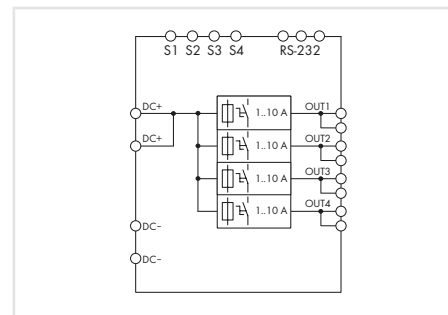 S1 S2 S3 S4 RS-232
DC+ 1..10 A OUT1
DC+ 1..10 A OUT2
1..10 A OUT3
1..10 A OUT4
DC-
DC-